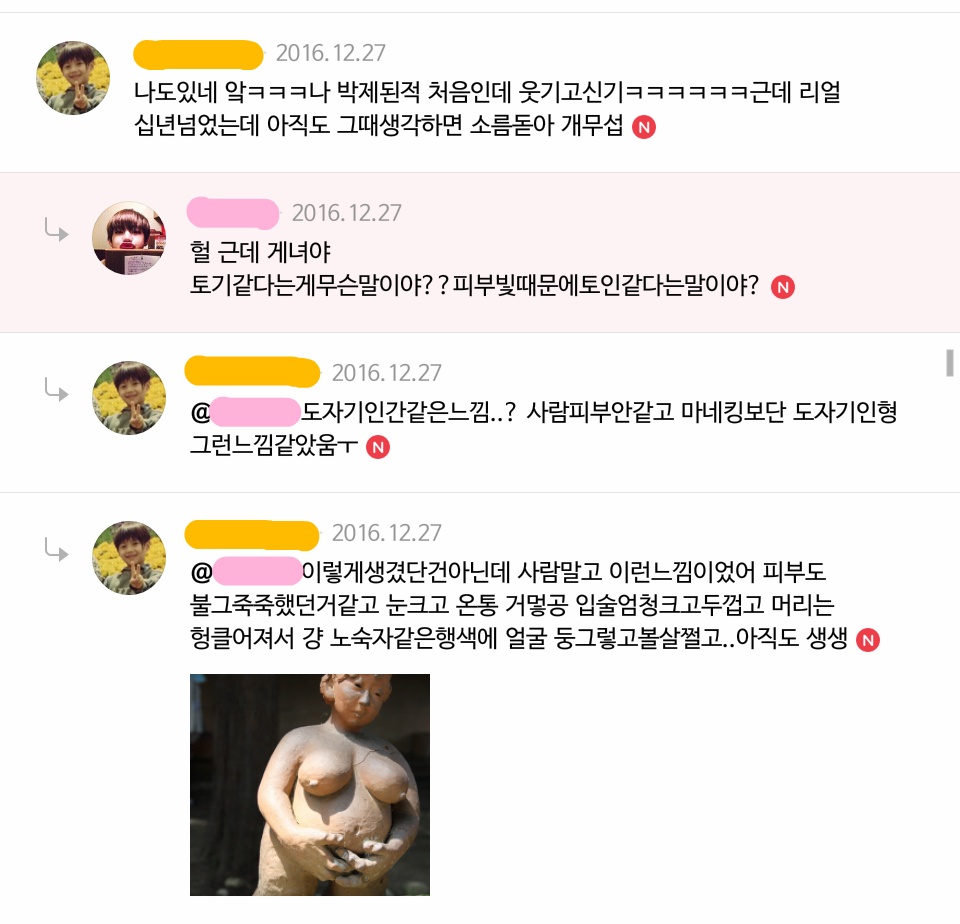 2016.12.27
나도있네 앜ㅋㅋㅋ나 박제된적 처음인데 웃기고신기ㅋㅋㅋㅋㅋㅋ근데 리얼
십년넘었는데 아직도 그때생각하면 소름돋아 개무섭 N
2016.12.27
헐 근데 게녀야
토기같다는게무슨말이야??피부빛때문에토인같다는말이야? N
2016.12.27
@ 도자기인간같은느낌..? 사람피부안같고 마네킹보단 도자기인형
그런느낌같았움ㅜ N
2016.12.27
@ 이렇게생겼단건아닌데 사람말고 이런느낌이었어 피부도
불그죽죽했던거같고 눈크고 온통 거멓공 입술엄청크고두껍고 머리는
헝클어져서 걍 노숙자같은행색에 얼굴 둥그렇고볼살쩔고..아직도 생생 N